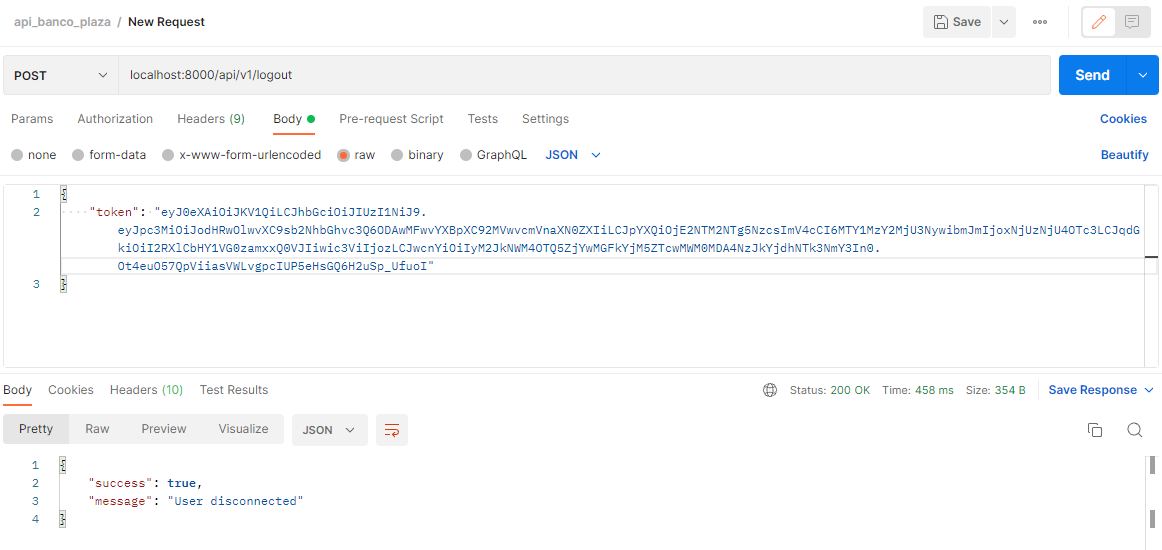 api_banco_plaza / New Request
Save
POST
localhost:8000/api/v1/logout
Send
Params Authorization Headers (9) Body Pre-request Script Tests Settings Cookies
none form-data x-www-form-urlencoded raw binary GraphQL JSON Beautify
1 {
2 "token": "eyJ0eXAiOiJKV1QiLCJhbGciOiJIUzI1NiJ9.
eyJpc3MiOiJodHRwOlwvXC9sb2NhbGhvc3Q6ODAwMFwvYXBpXC92MVwvcmVnaXN0ZXIiLCJpYXQiOjE2NTM2NTg5NzcsImV4cCI6MTY1MzY2MjU3NywibmJmIjoxNjUzNjU4OTc3LCJqdG
kiOiI2RXlCbHY1VG0zamxxQ0VJIiwic3ViIjozLCJwcnYiOiIyM2JkNWM4OTQ5ZjYwMGFkYjM5ZTcwMWM0MDA4NzJkYjdhNTk3NmY3In0.
Ot4euO57QpViiasVWLvgpcIUP5eHsGQ6H2uSp_UfuoI"
3 }
Body Cookies Headers (10) Test Results Status: 200 OK Time: 458 ms Size: 354 B Save Response
Pretty Raw Preview Visualize JSON
1 {
2 "success": true,
3 "message": "User disconnected"
4 }